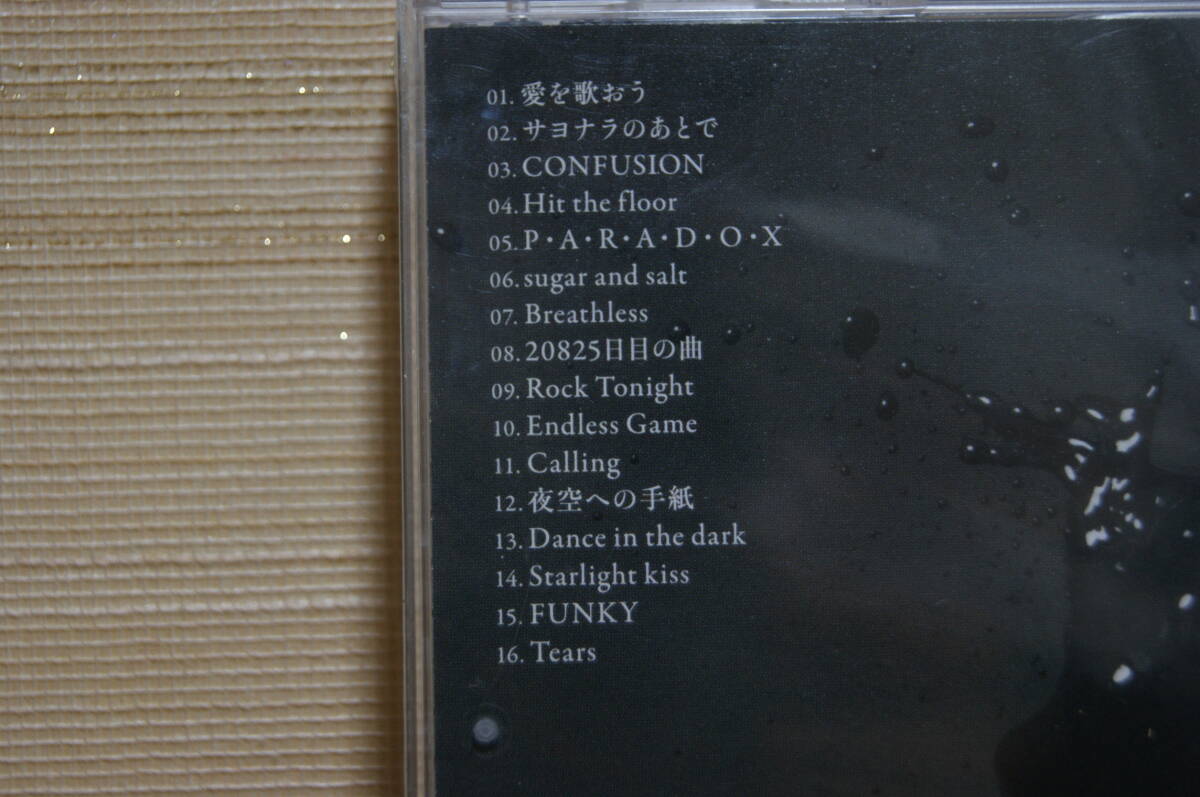 01. 愛を歌おう
02. サヨナラのあとで
03. CONFUSION
04. Hit the floor
05. P・A・R・A・D・O・X
06. sugar and salt
07. Breathless
08. 20825日目の曲
09. Rock Tonight
10. Endless Game
11. Calling
12. 夜空への手紙
13. Dance in the dark
14. Starlight kiss
15. FUNKY
16. Tears